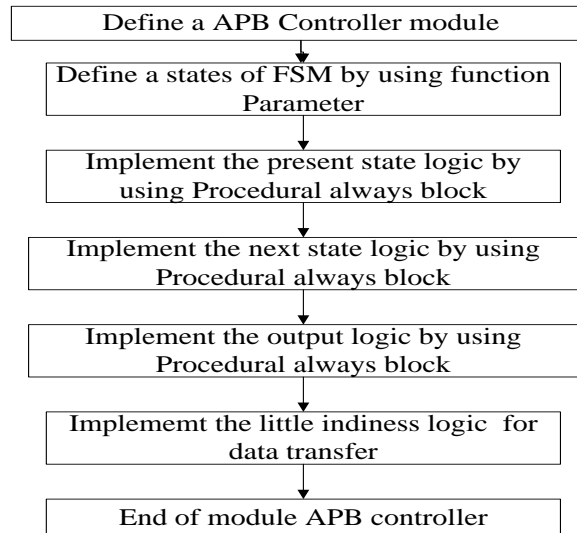 Define a APB Controller module
Define a states of FSM by using function
Parameter
Implement the present state logic by
using Procedural always block
Implement the next state logic by using
Procedural always block
Implement the output logic by using
Procedural always block
Implememt the little indiness logic for
data transfer
End of module APB controller